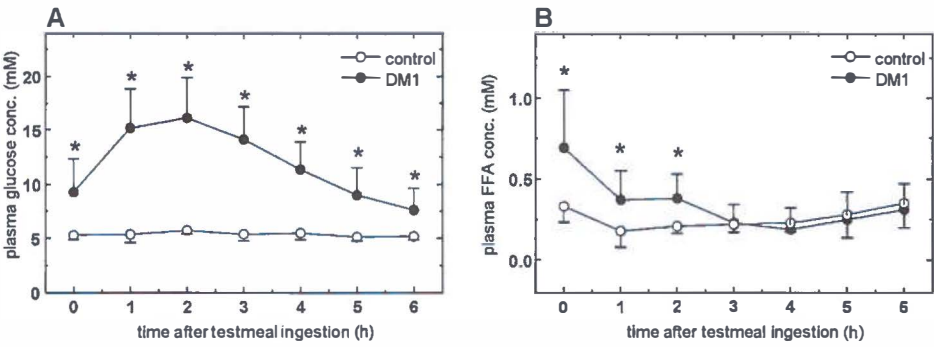 A
plasma glucose conc. (mM)
20
15
10
5
0
control
DM1
*
*
*
*
*
*
*
0 1 2 3 4 5 6
time after testmeal ingestion (h)
B
plasma FFA conc. (mM)
1.0
0.5
0.0
control
DM1
*
*
*
0 1 2 3 4 5 6
time after testmeal ingestion (h)